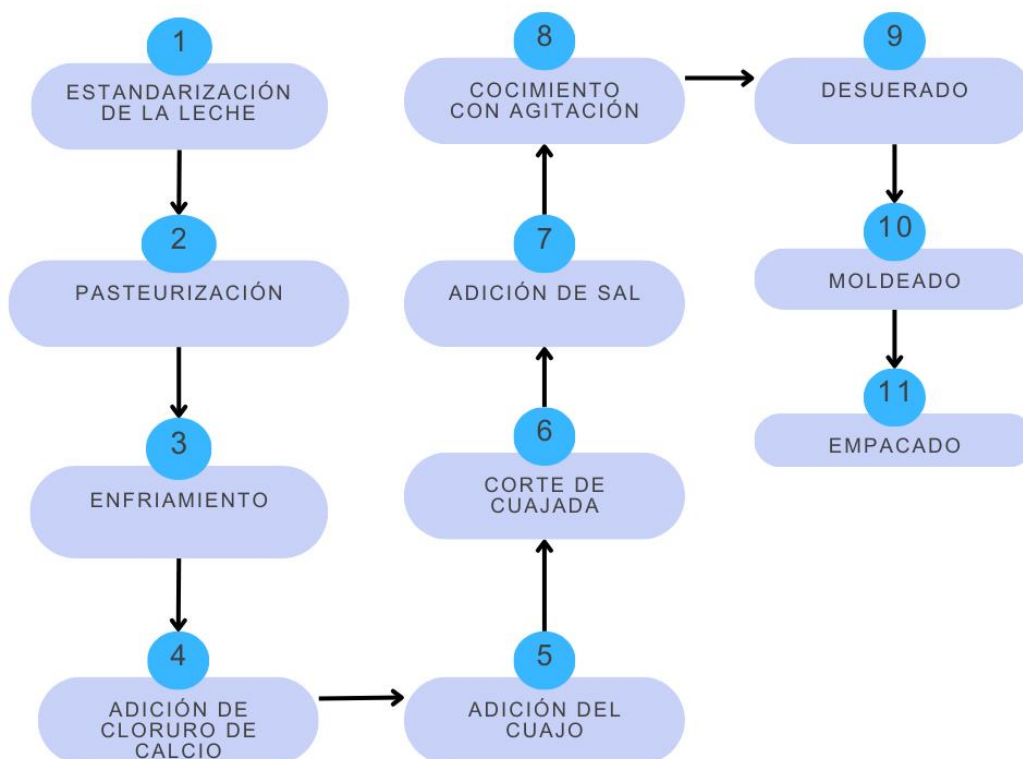 1
ESTANDARIZACIÓN
DE LA LECHE
2
PASTEURIZACIÓN
3
ENFRIAMIENTO
4
ADICIÓN DE
CLORURO DE
CALCIO
5
ADICIÓN DEL
CUAJO
6
CORTE DE
CUAJADA
7
ADICIÓN DE SAL
8
COCIMIENTO
CON AGITACIÓN
9
DESUERADO
10
MOLDEADO
11
EMPACADO